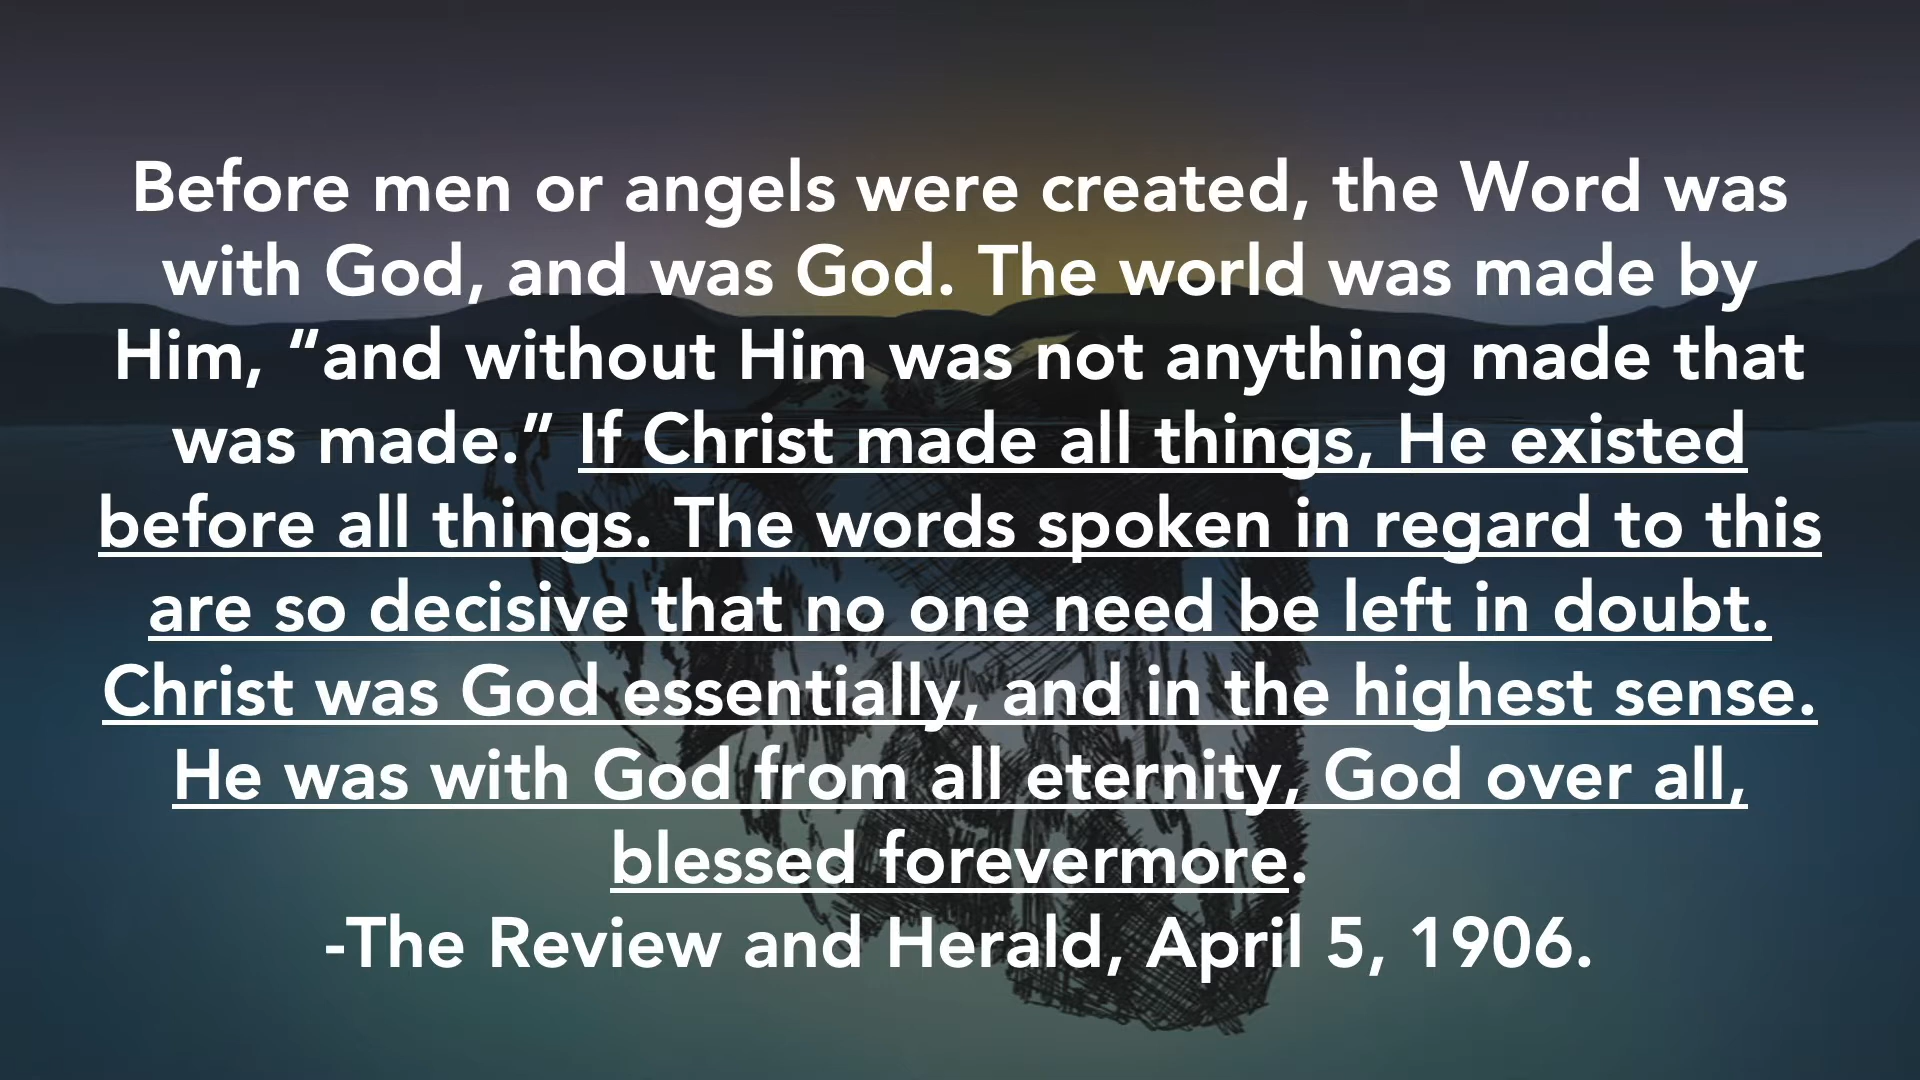 Before men or angels were created, the Word was
with God, and was God. The world was made by
Him, “and without Him was not anything made that
was made.” If Christ made all things, He existed
before all things. The words spoken in regard to this
are so decisive that no one need be left in doubt.
Christ was God essentially, and in the highest sense.
He was with God from all eternity, God over all,
blessed forevermore.
-The Review and Herald, April 5, 1906.